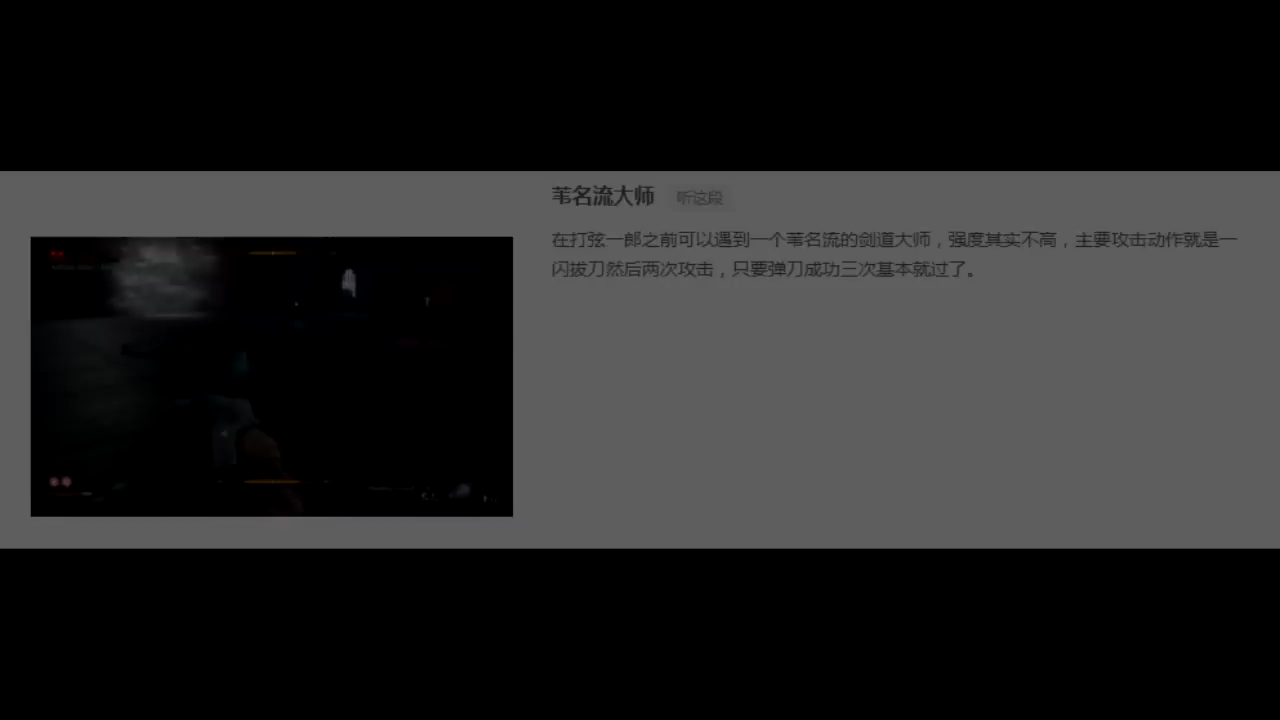 苇名流大师 听这段
在打弦一郎之前可以遇到一个苇名流的剑道大师，强度其实不高，主要攻击动作就是一
闪拔刀然后两次攻击，只要弹刀成功三次基本就过了。